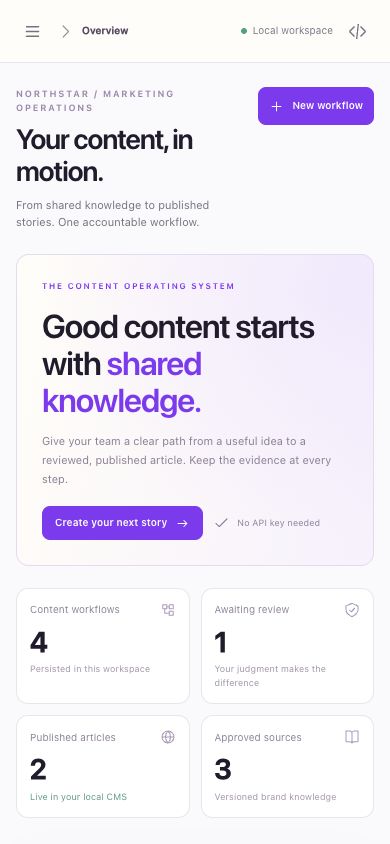 Overview
Local workspace
NORTHSTAR / MARKETING
OPERATIONS
New workflow
Your content, in
motion.
From shared knowledge to published
stories. One accountable workflow.
THE CONTENT OPERATING SYSTEM
Good content starts
with shared
knowledge.
Give your team a clear path from a useful idea to a
reviewed, published article. Keep the evidence at every
step.
Create your next story →
No API key needed
Content workflows
4
Persisted in this workspace
Awaiting review
1
Your judgment makes the
difference
Published articles
2
Live in your local CMS
Approved sources
3
Versioned brand knowledge